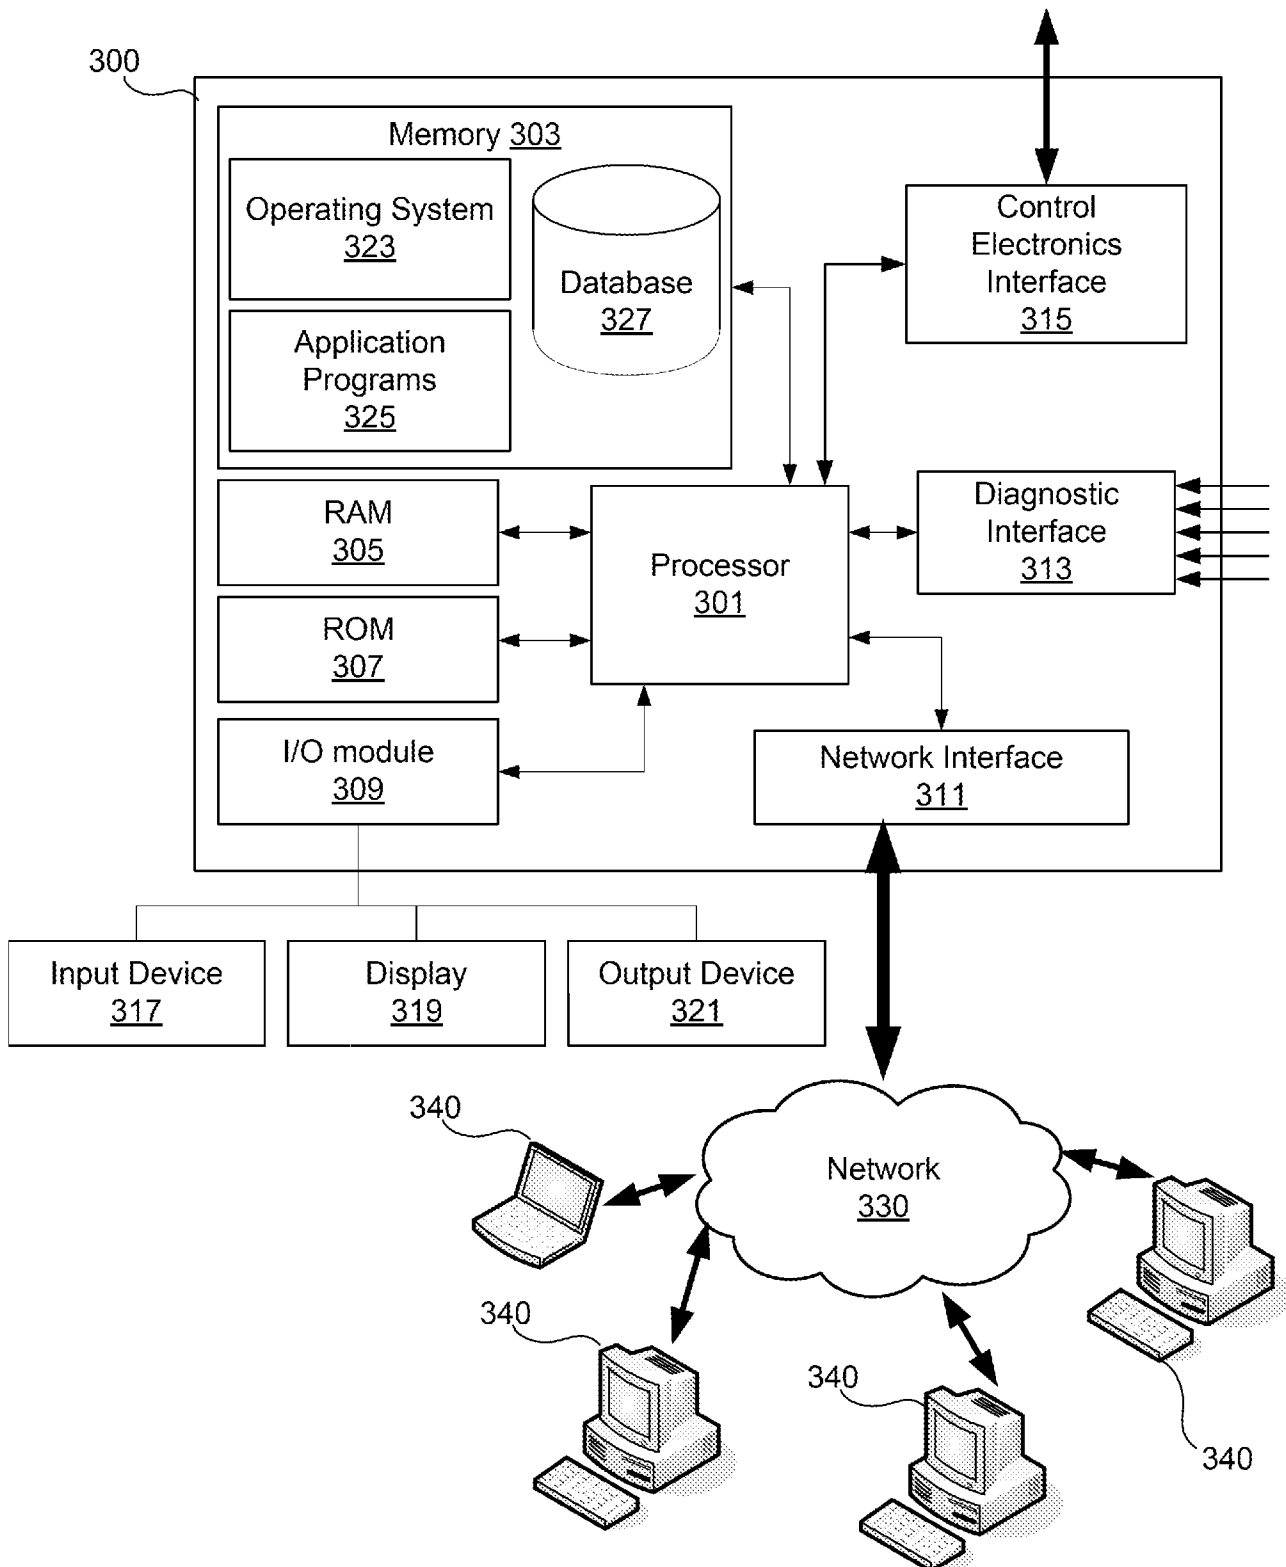 300
Memory 303
Operating System
323
Database
327
Application
Programs
325
Control
Electronics
Interface
315
RAM
305
Processor
301
Diagnostic
Interface
313
ROM
307
I/O module
309
Network Interface
311
Input Device
317
Display
319
Output Device
321
340
Network
330
340
340
340